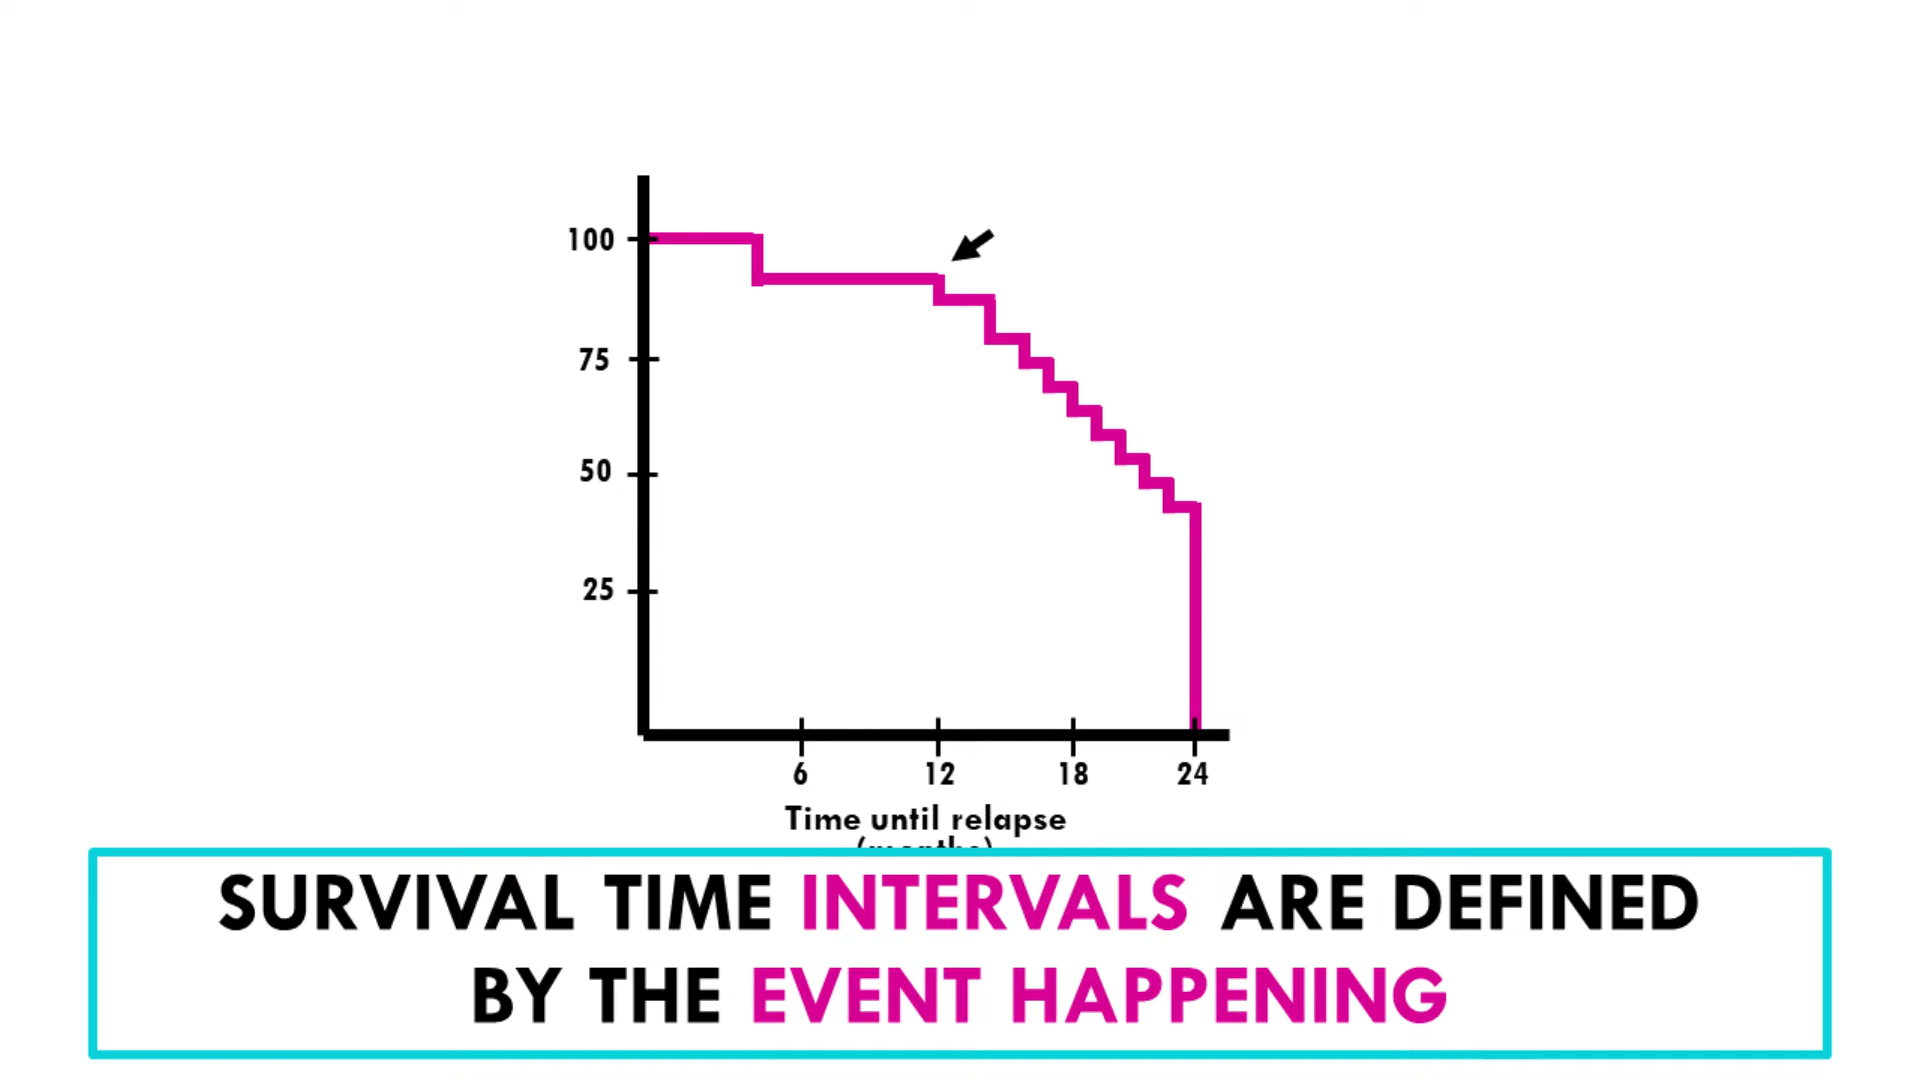 100
75
50
25
6 12 18 24
Time until relapse
(months)
SURVIVAL TIME INTERVALS ARE DEFINED
BY THE EVENT HAPPENING